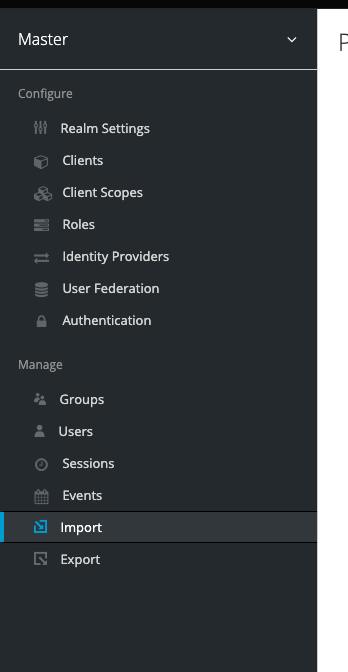 Master
Configure
Realm Settings
Clients
Client Scopes
Roles
Identity Providers
User Federation
Authentication
Manage
Groups
Users
Sessions
Events
Import
Export